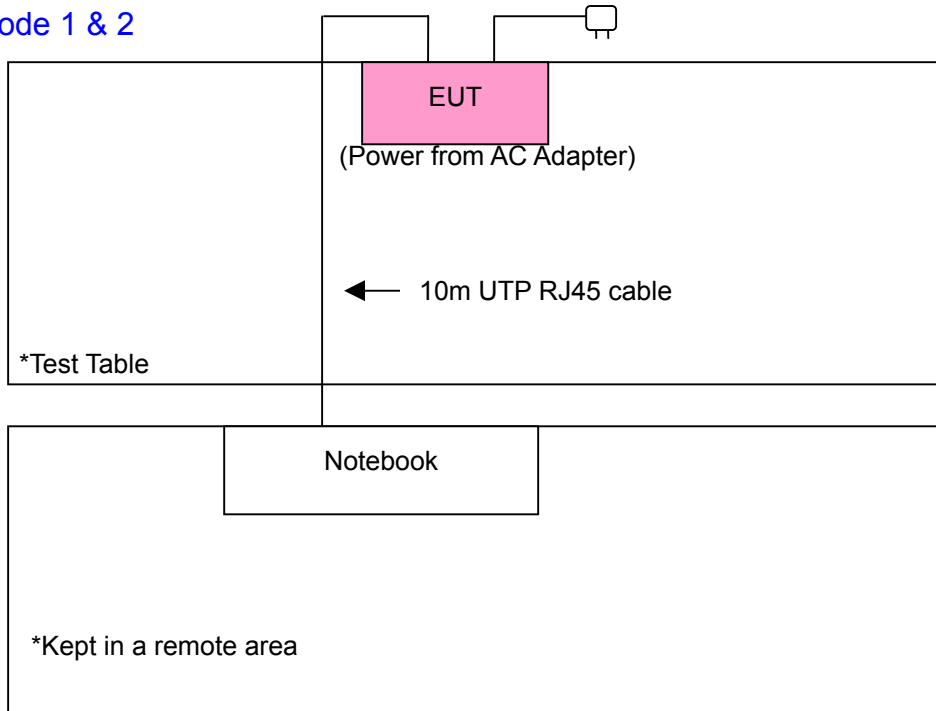 ode 1 & 2
EUT
(Power from AC Adapter)
10m UTP RJ45 cable
*Test Table
Notebook
*Kept in a remote area